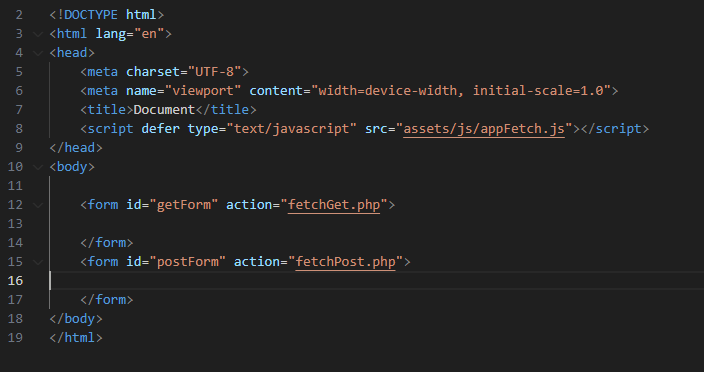 2 <!DOCTYPE html>
3 <html lang="en">
4 <head>
5     <meta charset="UTF-8">
6     <meta name="viewport" content="width=device-width, initial-scale=1.0">
7     <title>Document</title>
8     <script defer type="text/javascript" src="assets/js/appFetch.js"></script>
9 </head>
10 <body>
11
12     <form id="getForm" action="fetchGet.php">
13
14     </form>
15     <form id="postForm" action="fetchPost.php">
16
17     </form>
18 </body>
19 </html>